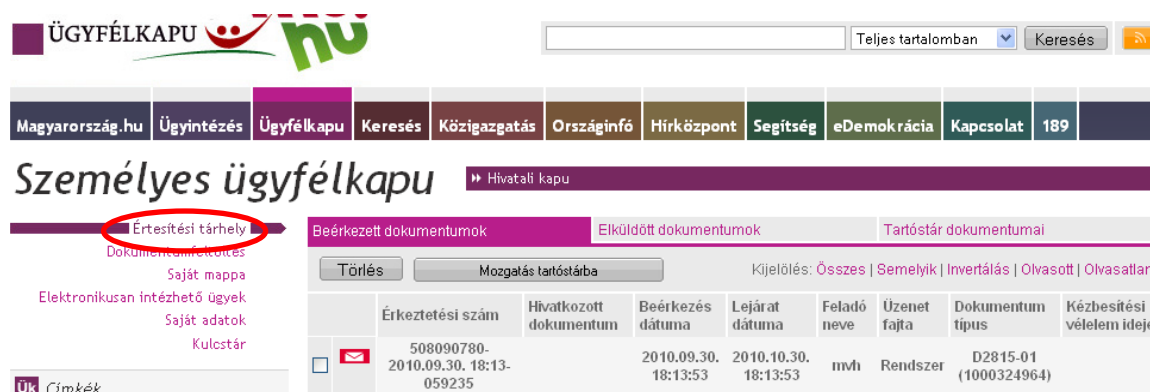 ÜGYFÉLKAPU
hu
Teljes tartalomban Keresés
Magyarország.hu Ügyintézés Ügyfélkapu Keresés Közigazgatás Országinfó Hírközpont Segítség eDemokrácia Kapcsolat 189
Személyes ügyfélkapu
Hivatali kapu
Értesítési tárhely
Dokumentumfeltöltés
Saját mappa
Elektronikusan intézhető ügyek
Saját adatok
Kulcstár
Ük Címkék
Beérkezett dokumentumok Elküldött dokumentumok Tartóstár dokumentumai
Törlés Mozgatás tartóstárba Kijelölés: Összes | Semelyik | Invertálás | Olvasott | Olvasatlan
Érkeztetési szám Hivatkozott dokumentum Beérkezés dátuma Lejárat dátuma Feladó neve Üzenet fajta Dokumentum típus Kézbesítési vélelem ideje
508090780-
2010.09.30. 18:13-
059235
2010.09.30.
18:13:53
2010.10.30.
18:13:53
mvh
Rendszer
D2815-01
(1000324964)